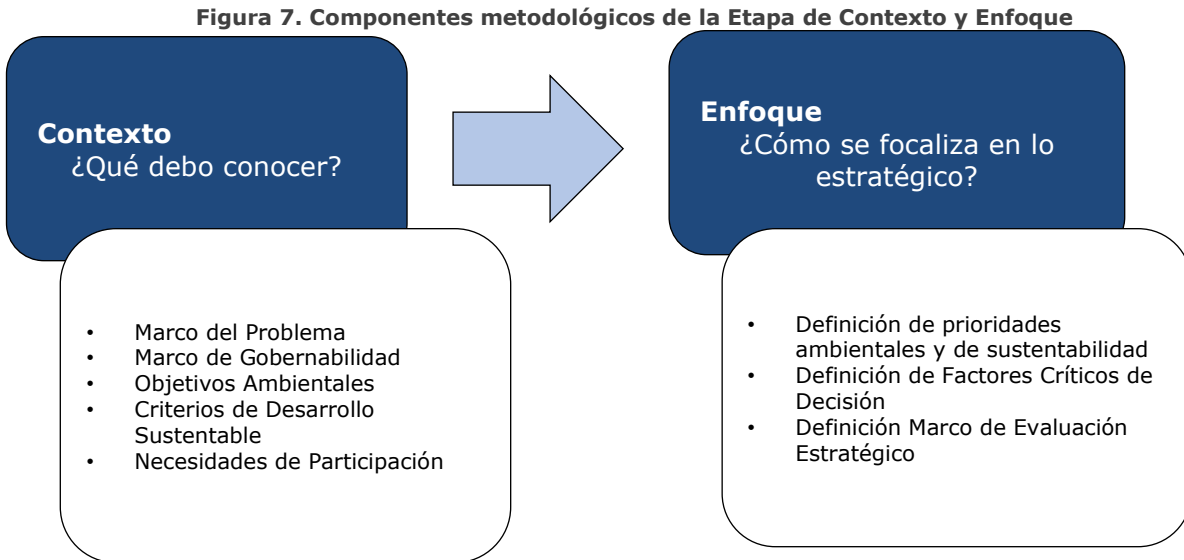 Figura 7. Componentes metodológicos de la Etapa de Contexto y Enfoque
Contexto
¿Qué debo conocer?
• Marco del Problema
• Marco de Gobernabilidad
• Objetivos Ambientales
• Criterios de Desarrollo
Sustentable
• Necesidades de Participación
Enfoque
¿Cómo se focaliza en lo
estratégico?
• Definición de prioridades
ambientales y de sustentabilidad
• Definición de Factores Críticos de
Decisión
• Definición Marco de Evaluación
Estratégico